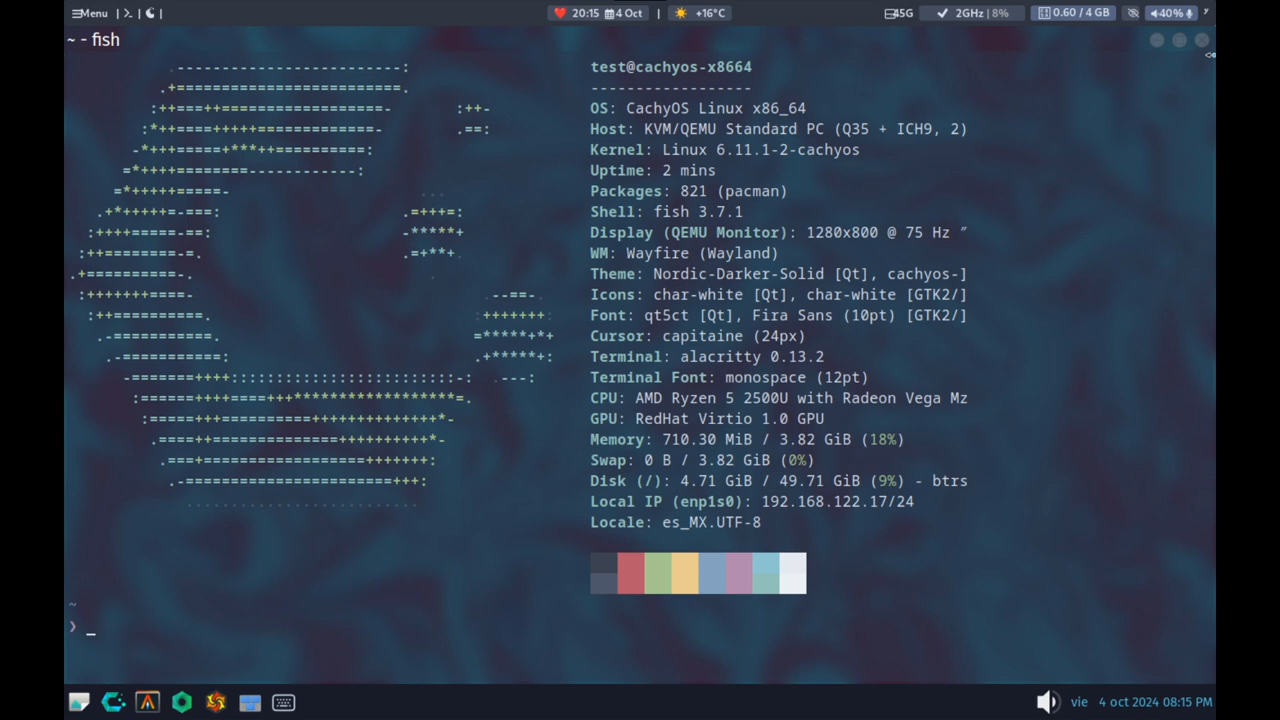 Menu
20:15 4 Oct | +16°C
45G 2GHz | 8% 0.60 / 4 GB 40%
~ - fish
test@cachyos-x8664
------------------
OS: CachyOS Linux x86_64
Host: KVM/QEMU Standard PC (Q35 + ICH9, 2)
Kernel: Linux 6.11.1-2-cachyos
Uptime: 2 mins
Packages: 821 (pacman)
Shell: fish 3.7.1
Display (QEMU Monitor): 1280x800 @ 75 Hz ″
WM: Wayfire (Wayland)
Theme: Nordic-Darker-Solid [Qt], cachyos-]
Icons: char-white [Qt], char-white [GTK2/]
Font: qt5ct [Qt], Fira Sans (10pt) [GTK2/]
Cursor: capitaine (24px)
Terminal: alacritty 0.13.2
Terminal Font: monospace (12pt)
CPU: AMD Ryzen 5 2500U with Radeon Vega Mz
GPU: RedHat Virtio 1.0 GPU
Memory: 710.30 MiB / 3.82 GiB (18%)
Swap: 0 B / 3.82 GiB (0%)
Disk (/): 4.71 GiB / 49.71 GiB (9%) - btrs
Local IP (enp1s0): 192.168.122.17/24
Locale: es_MX.UTF-8
~
❯ _
vie 4 oct 2024 08:15 PM